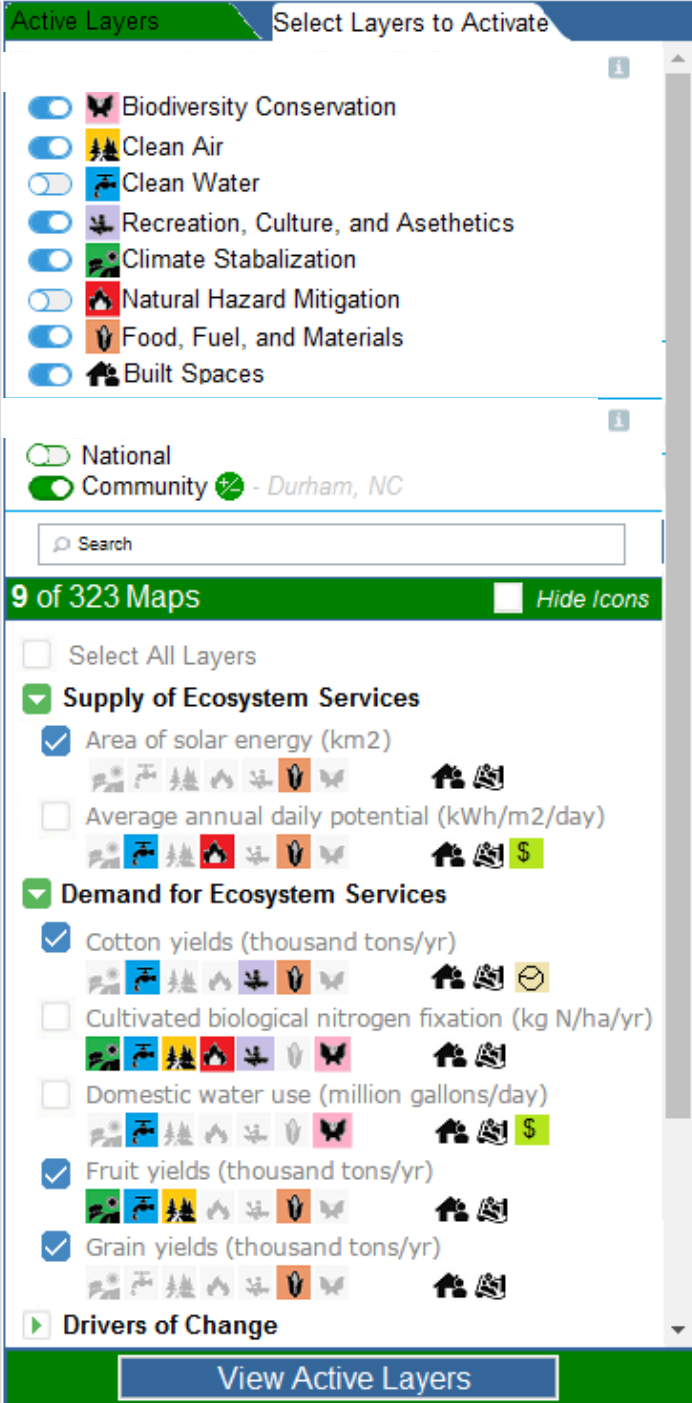 Active Layers
Select Layers to Activate
Biodiversity Conservation
Clean Air
Clean Water
Recreation, Culture, and Asethetics
Climate Stabalization
Natural Hazard Mitigation
Food, Fuel, and Materials
Built Spaces
National
Community - Durham, NC
Search
9 of 323 Maps Hide Icons
Select All Layers
Supply of Ecosystem Services
Area of solar energy (km2)
Average annual daily potential (kWh/m2/day)
$
Demand for Ecosystem Services
Cotton yields (thousand tons/yr)
Cultivated biological nitrogen fixation (kg N/ha/yr)
Domestic water use (million gallons/day)
$
Fruit yields (thousand tons/yr)
Grain yields (thousand tons/yr)
Drivers of Change
View Active Layers